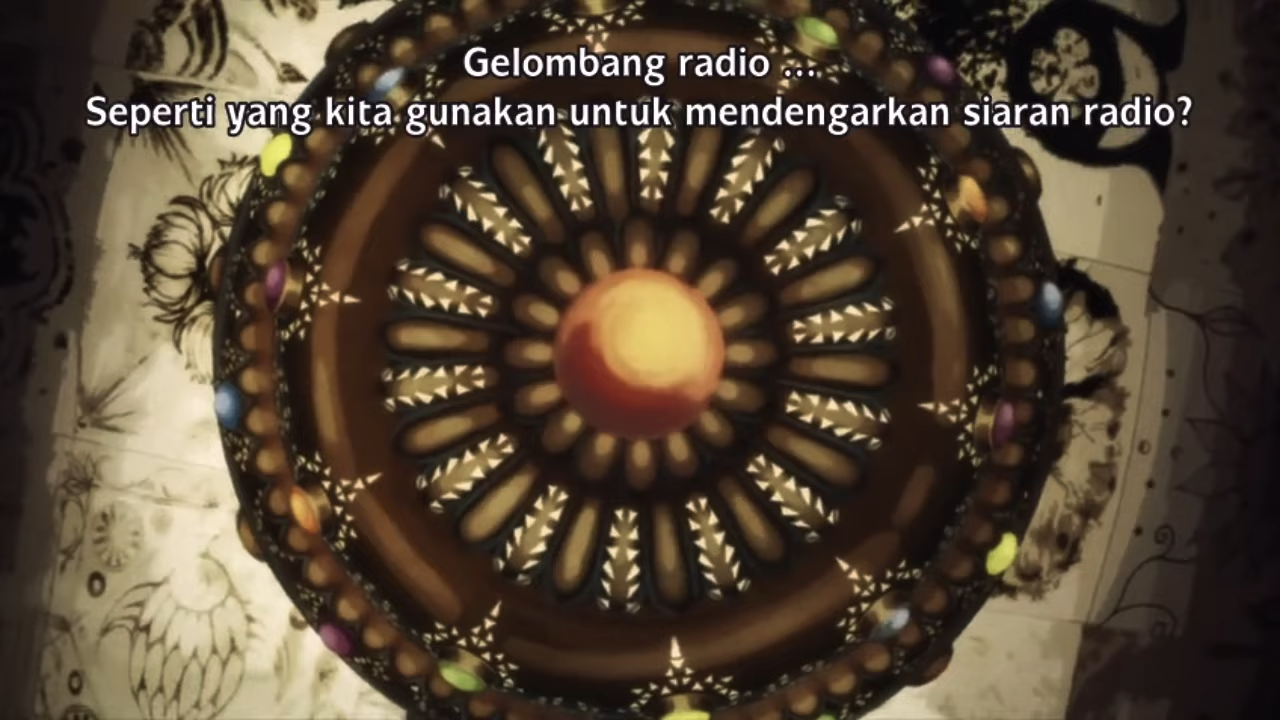 Gelombang radio ...
Seperti yang kita gunakan untuk mendengarkan siaran radio?